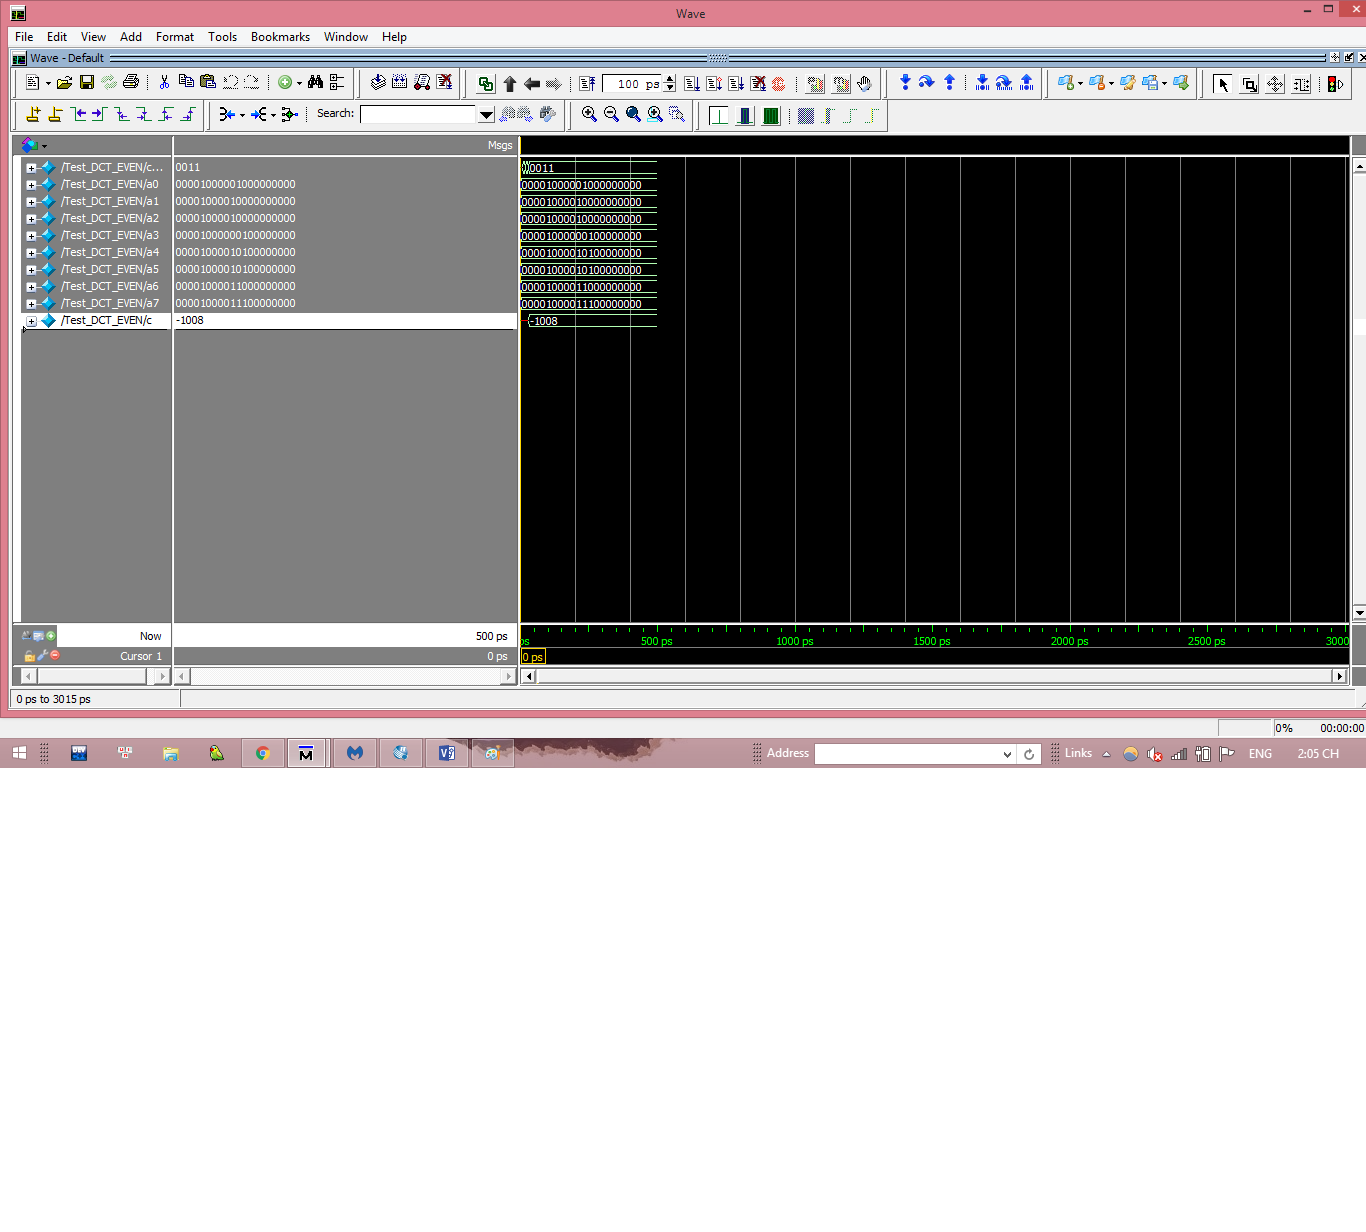 Wave
File Edit View Add Format Tools Bookmarks Window Help
Wave - Default
100 ps
Search:
Msgs
/Test_DCT_EVEN/c... 0011 0011
/Test_DCT_EVEN/a0 00001000001000000000 00001000001000000000
/Test_DCT_EVEN/a1 00001000010000000000 00001000010000000000
/Test_DCT_EVEN/a2 00001000010000000000 00001000010000000000
/Test_DCT_EVEN/a3 00001000000100000000 00001000000100000000
/Test_DCT_EVEN/a4 00001000010100000000 00001000010100000000
/Test_DCT_EVEN/a5 00001000010100000000 00001000010100000000
/Test_DCT_EVEN/a6 00001000011000000000 00001000011000000000
/Test_DCT_EVEN/a7 00001000011100000000 00001000011100000000
/Test_DCT_EVEN/c -1008 -1008
Now 500 ps ps 500 ps 1000 ps 1500 ps 2000 ps 2500 ps 3000
Cursor 1 0 ps 0 ps
0 ps to 3015 ps
0% 00:00:00
Address Links ENG 2:05 CH